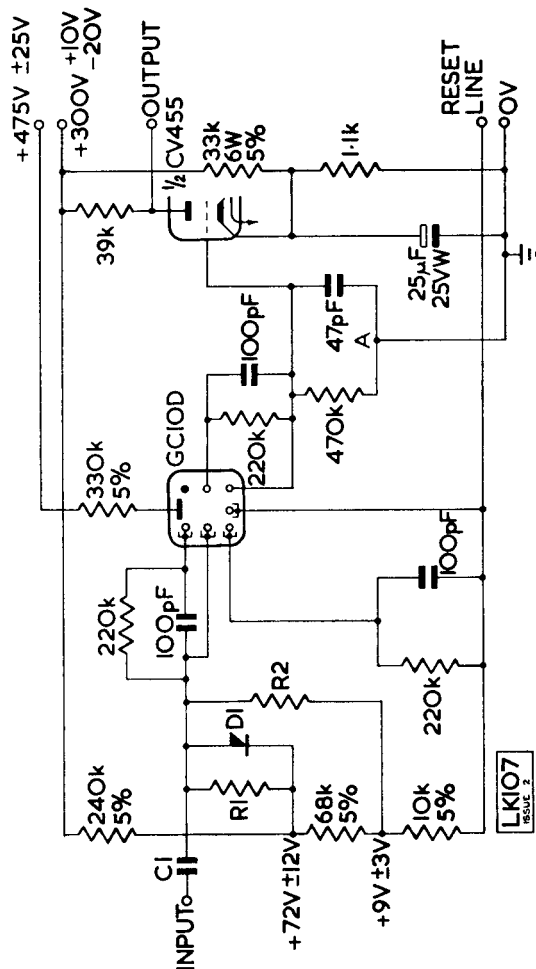 +475V ±25V
+300V +10V
-20V
OUTPUT
RESET
LINE
0V
39k
½ CV455
33k
6W
5%
1·1k
25µF
25VW
100pF
47pF
A
GC10D
220k
470k
330k
5%
220k
100pF
100pF
220k
240k
5%
R2
D1
R1
68k
5%
10k
5%
C1
INPUT
+72V±12V
+9V±3V
LK107
ISSUE 2